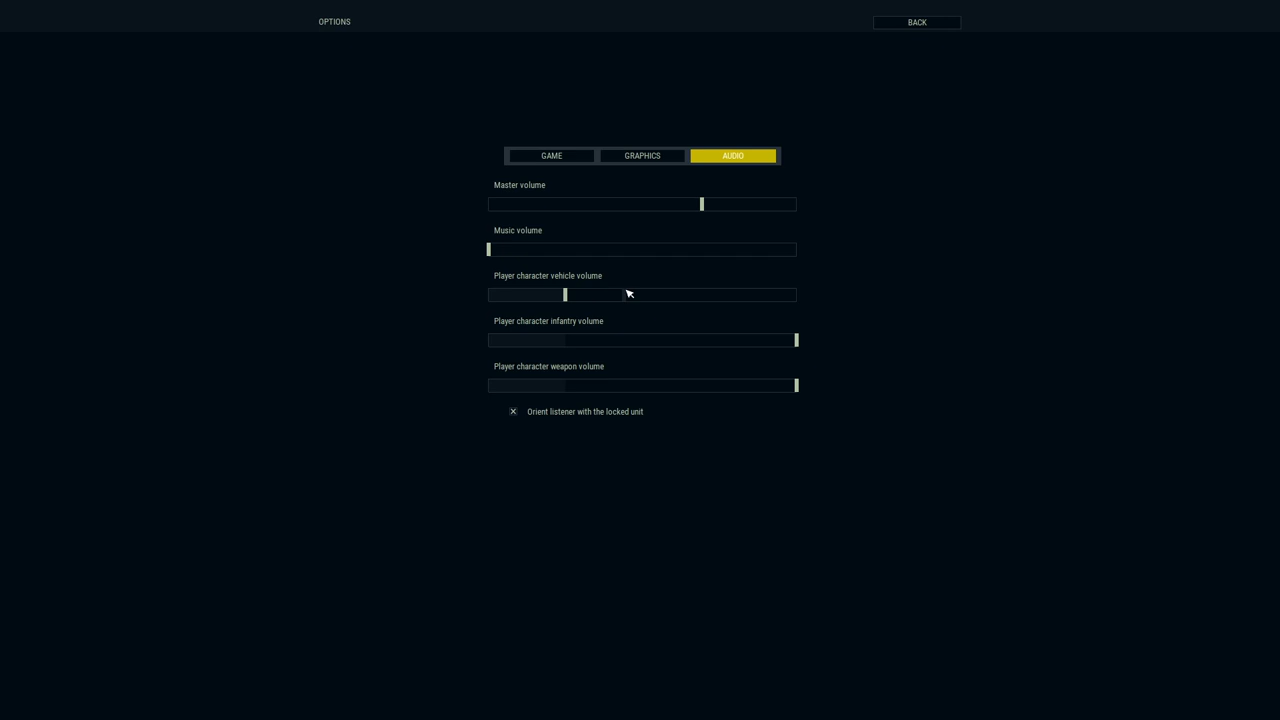 OPTIONS
BACK
GAME
GRAPHICS
AUDIO
Master volume
Music volume
Player character vehicle volume
Player character infantry volume
Player character weapon volume
Orient listener with the locked unit